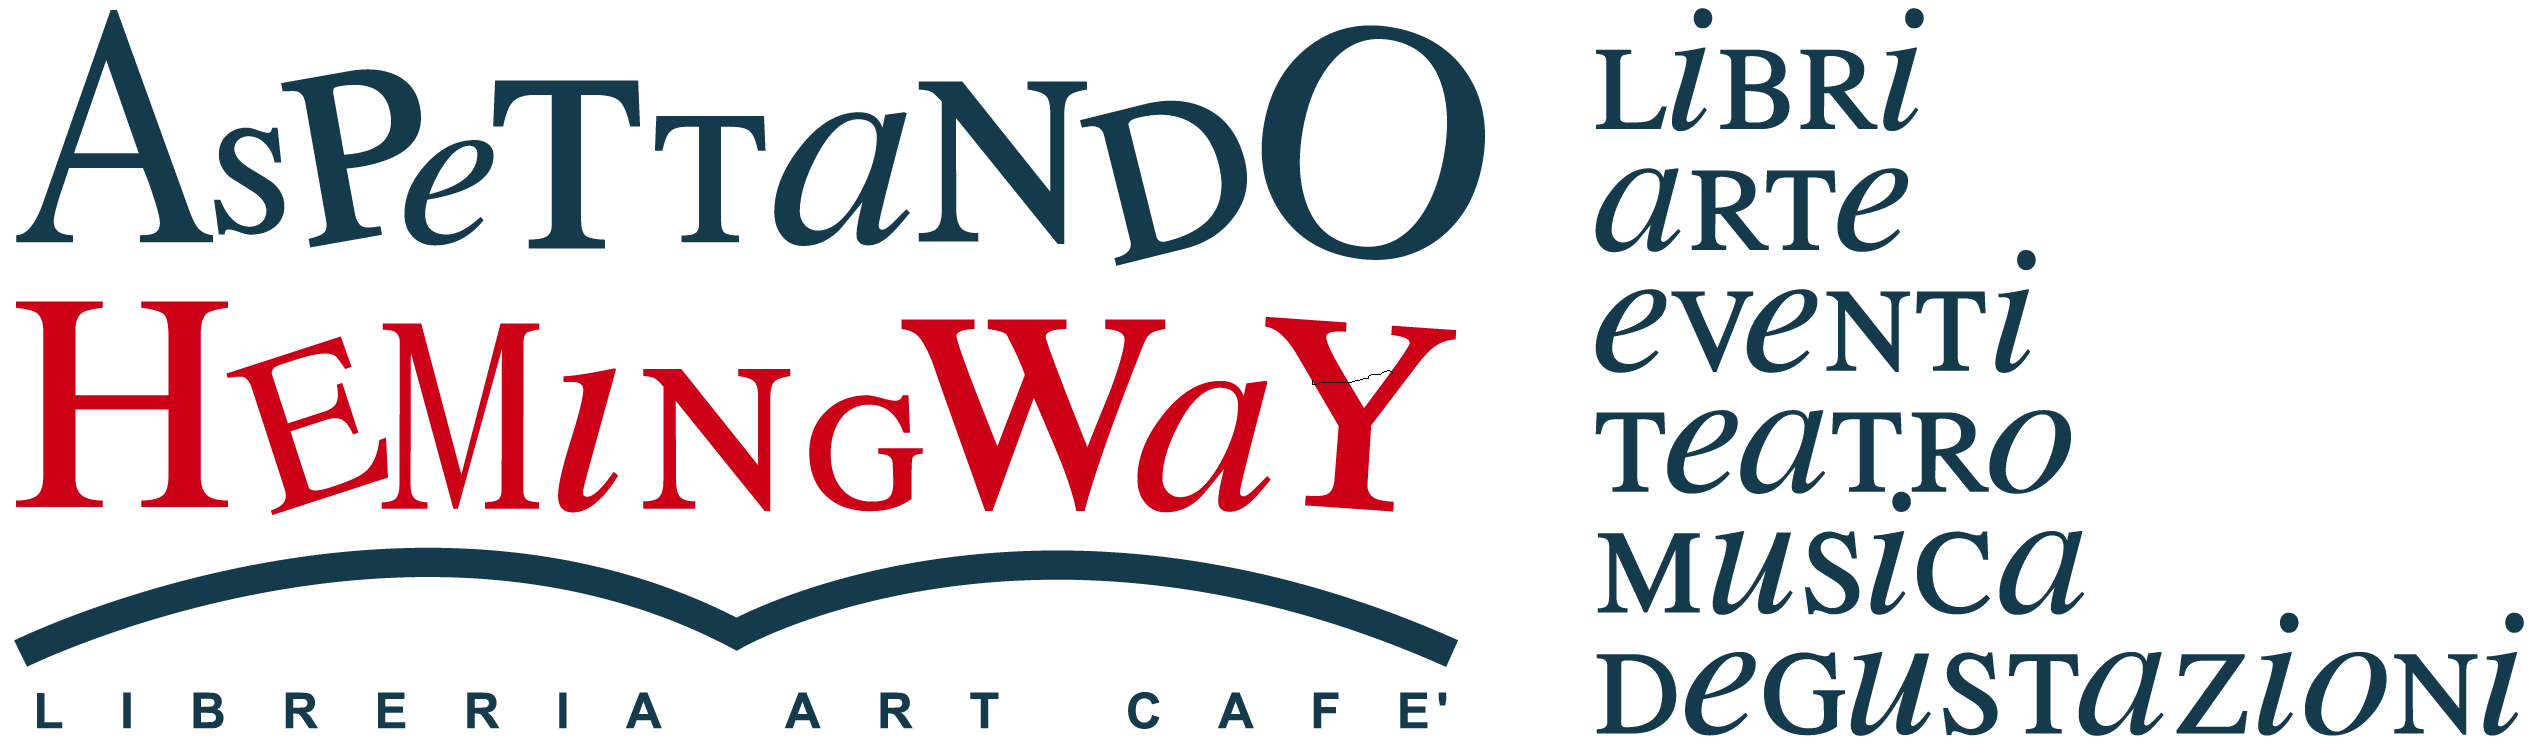 ASPeTTaNDO
HEMiNGWaY
LIBRERIA ART CAFE'
LiBRi
aRTe
eVeNTi
TeaTRo
MuSiCa
DeGuSTaZioNi